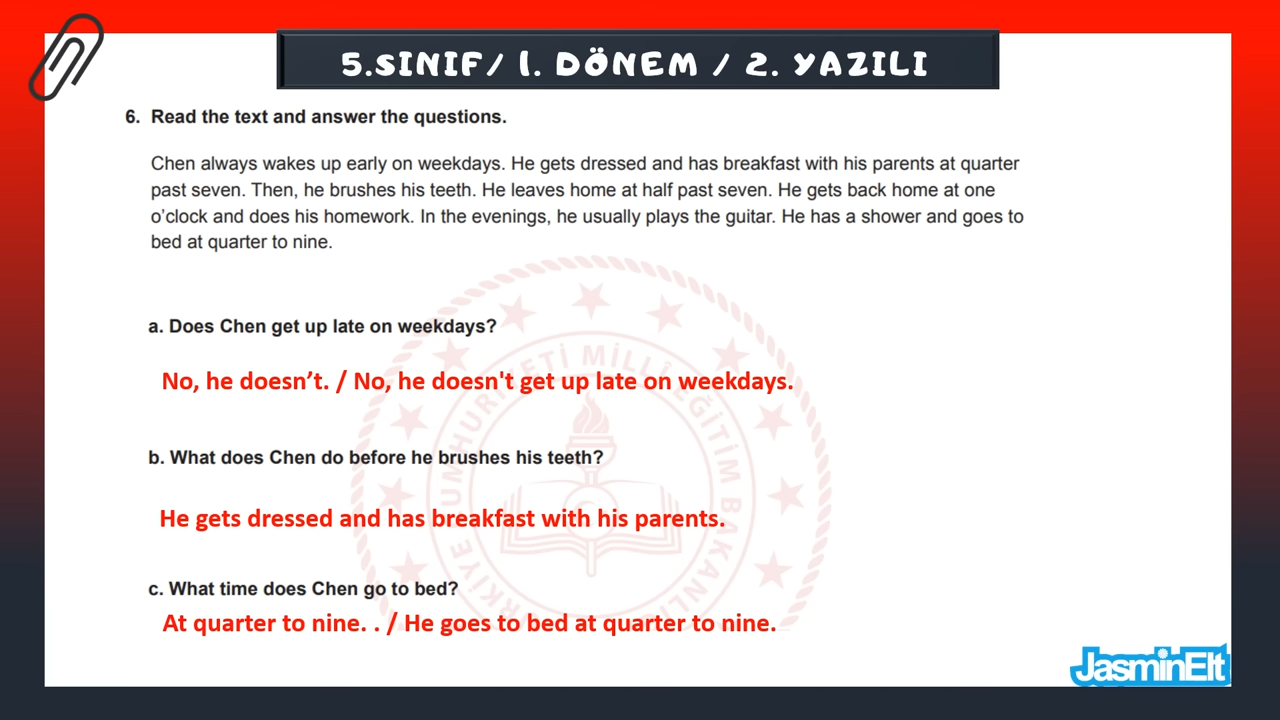 5.SINIF/ 1. DÖNEM / 2. YAZILI
6. Read the text and answer the questions.
Chen always wakes up early on weekdays. He gets dressed and has breakfast with his parents at quarter
past seven. Then, he brushes his teeth. He leaves home at half past seven. He gets back home at one
o’clock and does his homework. In the evenings, he usually plays the guitar. He has a shower and goes to
bed at quarter to nine.
a. Does Chen get up late on weekdays?
No, he doesn’t. / No, he doesn't get up late on weekdays.
b. What does Chen do before he brushes his teeth?
He gets dressed and has breakfast with his parents.
c. What time does Chen go to bed?
At quarter to nine. . / He goes to bed at quarter to nine.
MİLLÎ EĞİTİM
JasminElt